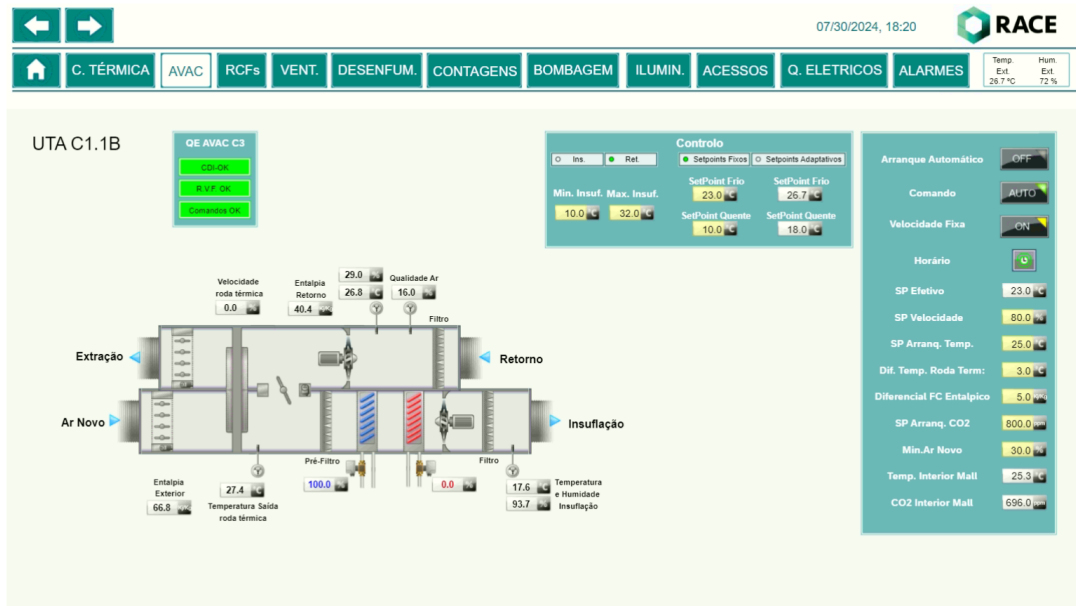 07/30/2024, 18:20
RACE
C. TÉRMICA
AVAC
RCFs
VENT.
DESENFUM.
CONTAGENS
BOMBAGEM
ILUMIN.
ACESSOS
Q. ELETRICOS
ALARMES
Temp. Ext. 26.7 ºC
Hum. Ext. 72 %
UTA C1.1B
QE AVAC C3
CDI-OK
R.V.F. OK
Comandos OK
Controlo
Ins.
Ret.
Setpoints Fixos
Setpoints Adaptativos
Min. Insuf.
10.0 C
Max. Insuf.
32.0 C
SetPoint Frio
23.0 C
SetPoint Frio
26.7 C
SetPoint Quente
10.0 C
SetPoint Quente
18.0 C
Arranque Automático
OFF
Comando
AUTO
Velocidade Fixa
ON
Horário
SP Efetivo
23.0 C
SP Velocidade
80.0 %
SP Arranq. Temp.
25.0 C
Dif. Temp. Roda Term:
3.0 C
Diferencial FC Entalpico
5.0
SP Arranq. CO2
800.0 ppm
Min.Ar Novo
30.0 %
Temp. Interior Mall
25.3 C
CO2 Interior Mall
696.0 ppm
Velocidade
roda térmica
0.0 %
Entalpia
Retorno
40.4
29.0 %
26.8 C
Qualidade Ar
16.0 %
Filtro
Extração
Retorno
Ar Novo
Insuflação
Pré-Filtro
100.0 %
0.0 %
Filtro
Entalpia
Exterior
66.8
27.4 C
Temperatura Saída
roda térmica
17.6 C
93.7 %
Temperatura
e Humidade
Insuflação